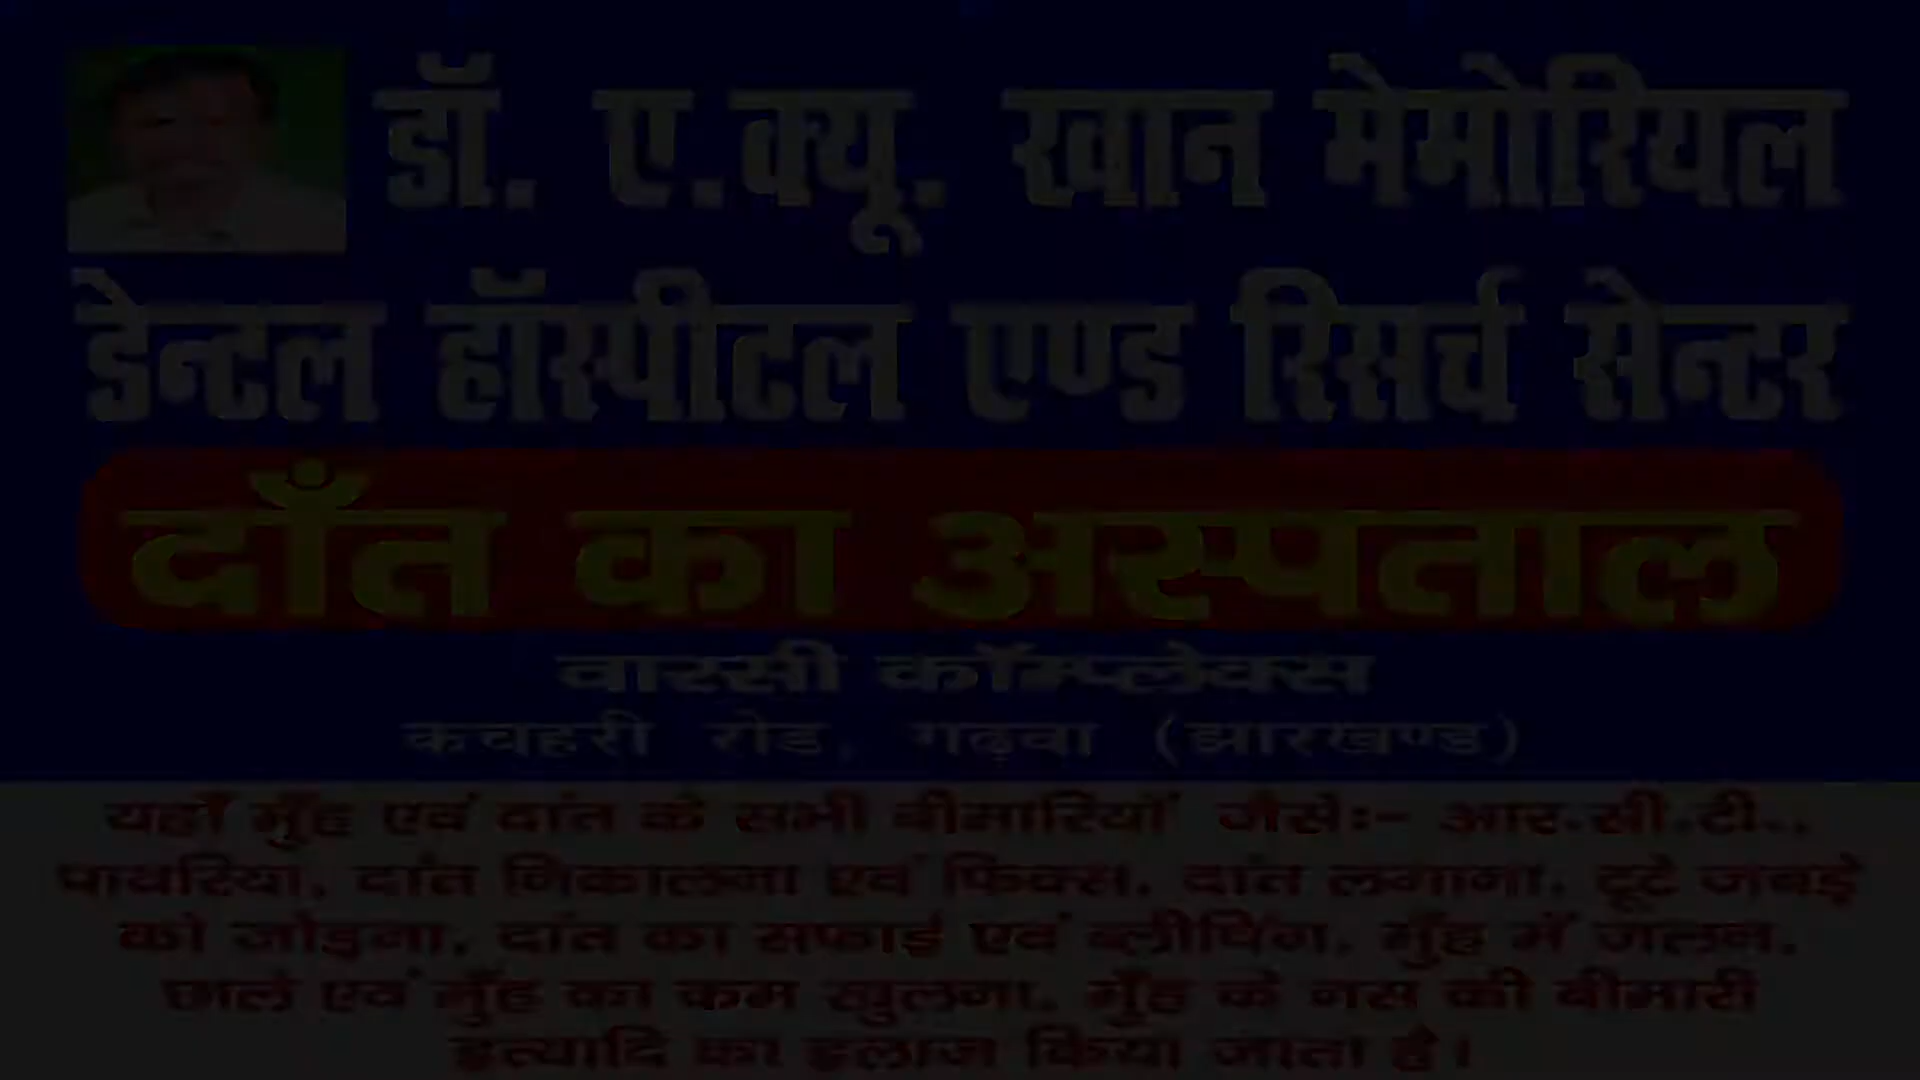 डॉ. ए.क्यू. खान मेमोरियल
डेन्टल हॉस्पीटल एण्ड रिसर्च सेन्टर
दाँत का अस्पताल
वारसी कॉम्प्लेक्स
कचहरी रोड, गढ़वा (झारखण्ड)
यहाँ मुँह एवं दांत के सभी बीमारियों जैसे:- आर.सी.टी.,
पायरिया, दांत निकालना एवं फिक्स, दांत लगाना, टूटे जबड़े
को जोड़ना, दांत का सफाई एवं ब्लीचिंग, मुँह में जलन,
छाले एवं मुँह का कम खुलना, मुँह के नस की बीमारी
इत्यादि का इलाज किया जाता है।